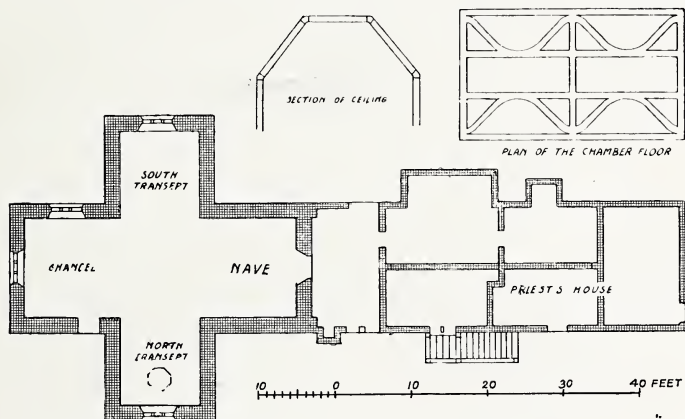 SECTION OF CEILING
PLAN OF THE CHAMBER FLOOR
SOUTH
TRANSEPT
CHANCEL
NAVE
PRIEST'S HOUSE
NORTH
TRANSEPT
10 0 10 20 30 40 FEET